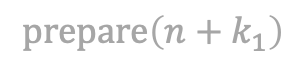 prepare(n + k₁)